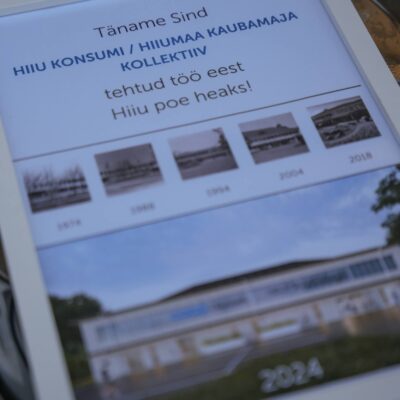 Täname Sind
HIIU KONSUMI / HIIUMAA KAUBAMAJA
KOLLEKTIIV
tehtud töö eest
Hiiu poe heaks!
1974 1988 1994 2004 2018
2024